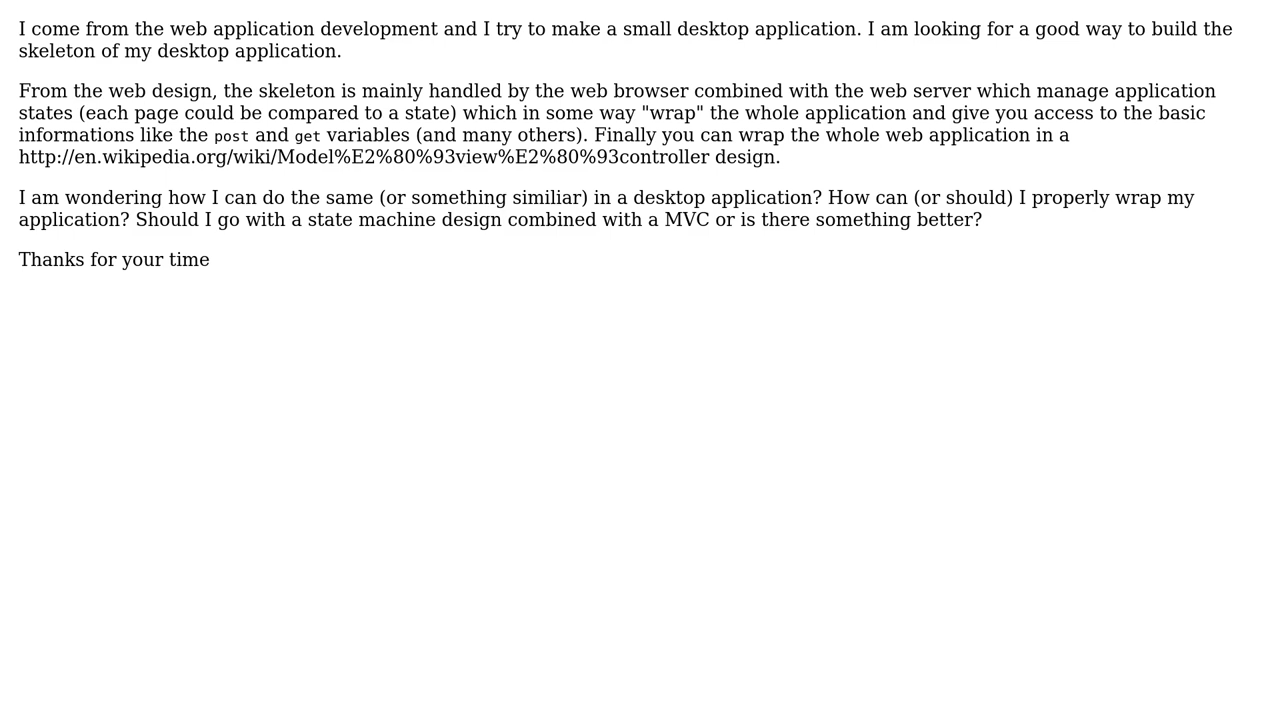 I come from the web application development and I try to make a small desktop application. I am looking for a good way to build the
skeleton of my desktop application.
From the web design, the skeleton is mainly handled by the web browser combined with the web server which manage application
states (each page could be compared to a state) which in some way "wrap" the whole application and give you access to the basic
informations like the post and get variables (and many others). Finally you can wrap the whole web application in a
http://en.wikipedia.org/wiki/Model%E2%80%93view%E2%80%93controller design.
I am wondering how I can do the same (or something similiar) in a desktop application? How can (or should) I properly wrap my
application? Should I go with a state machine design combined with a MVC or is there something better?
Thanks for your time